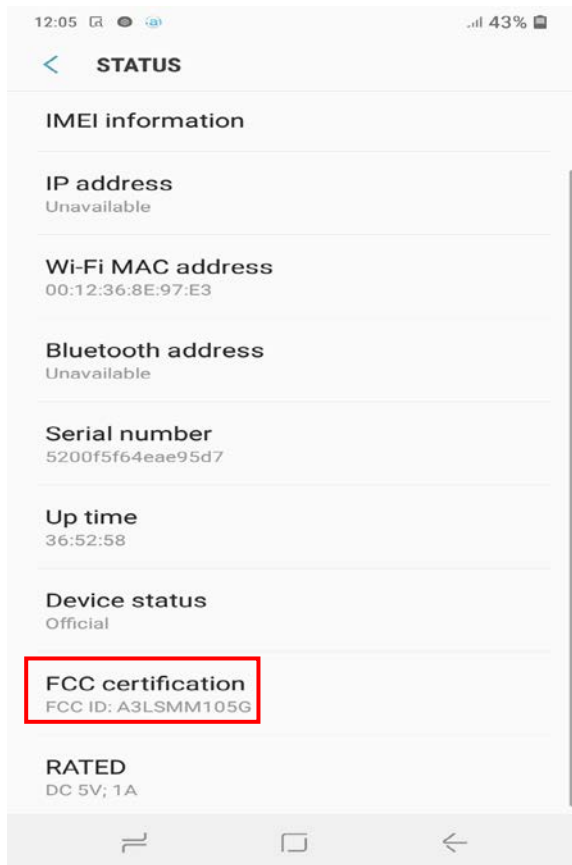 12:05 43%
STATUS
IMEI information
IP address
Unavailable
Wi-Fi MAC address
00:12:36:8E:97:E3
Bluetooth address
Unavailable
Serial number
5200f5f64eae95d7
Up time
36:52:58
Device status
Official
FCC certification
FCC ID: A3LSMM105G
RATED
DC 5V; 1A